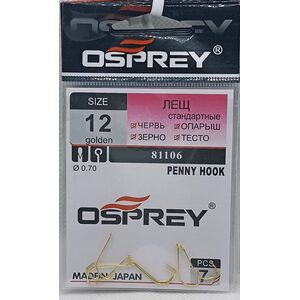 OSPREY®
SIZE
12
golden
Ø 0.70
ЛЕЩ
стандартные
ЧЕРВЬ ОПАРЫШ
ЗЕРНО ТЕСТО
81106
PENNY HOOK
OSPREY
MADE IN JAPAN
PCS
7